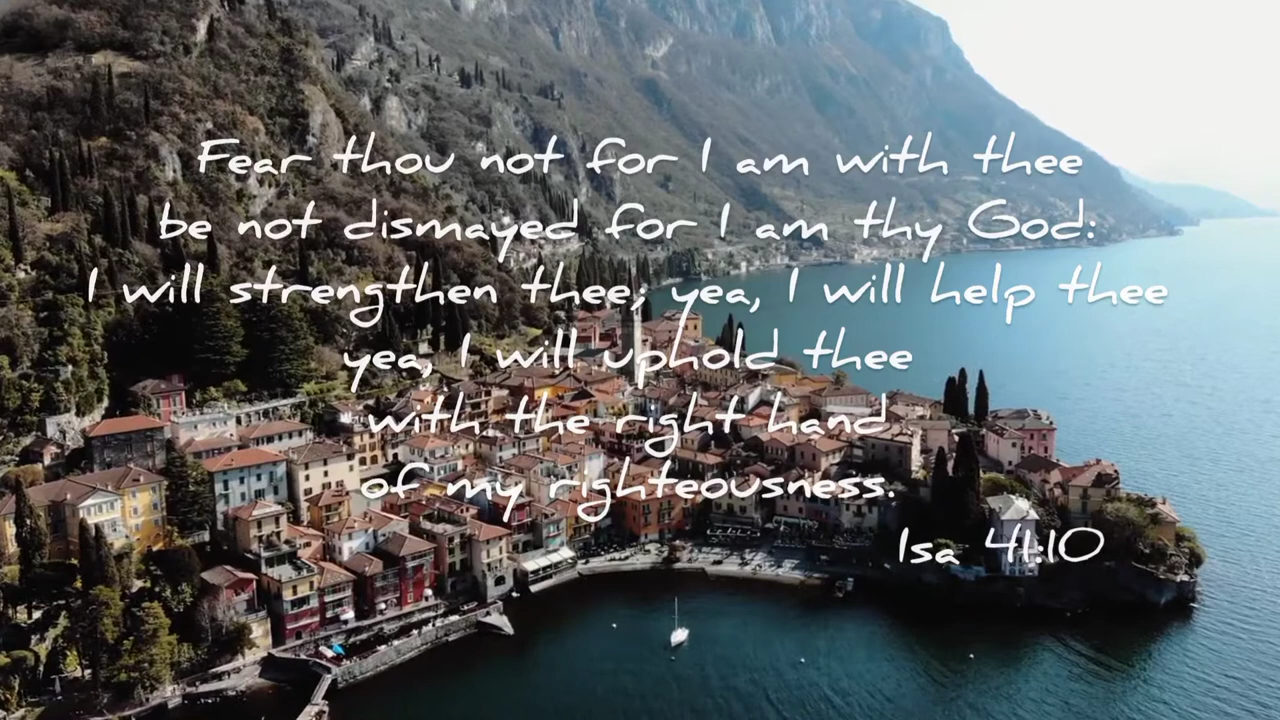 Fear thou not for I am with thee
be not dismayed for I am thy God:
I will strengthen thee; yea, I will help thee
yea, I will uphold thee
with the right hand
of my righteousness.
Isa 41:10